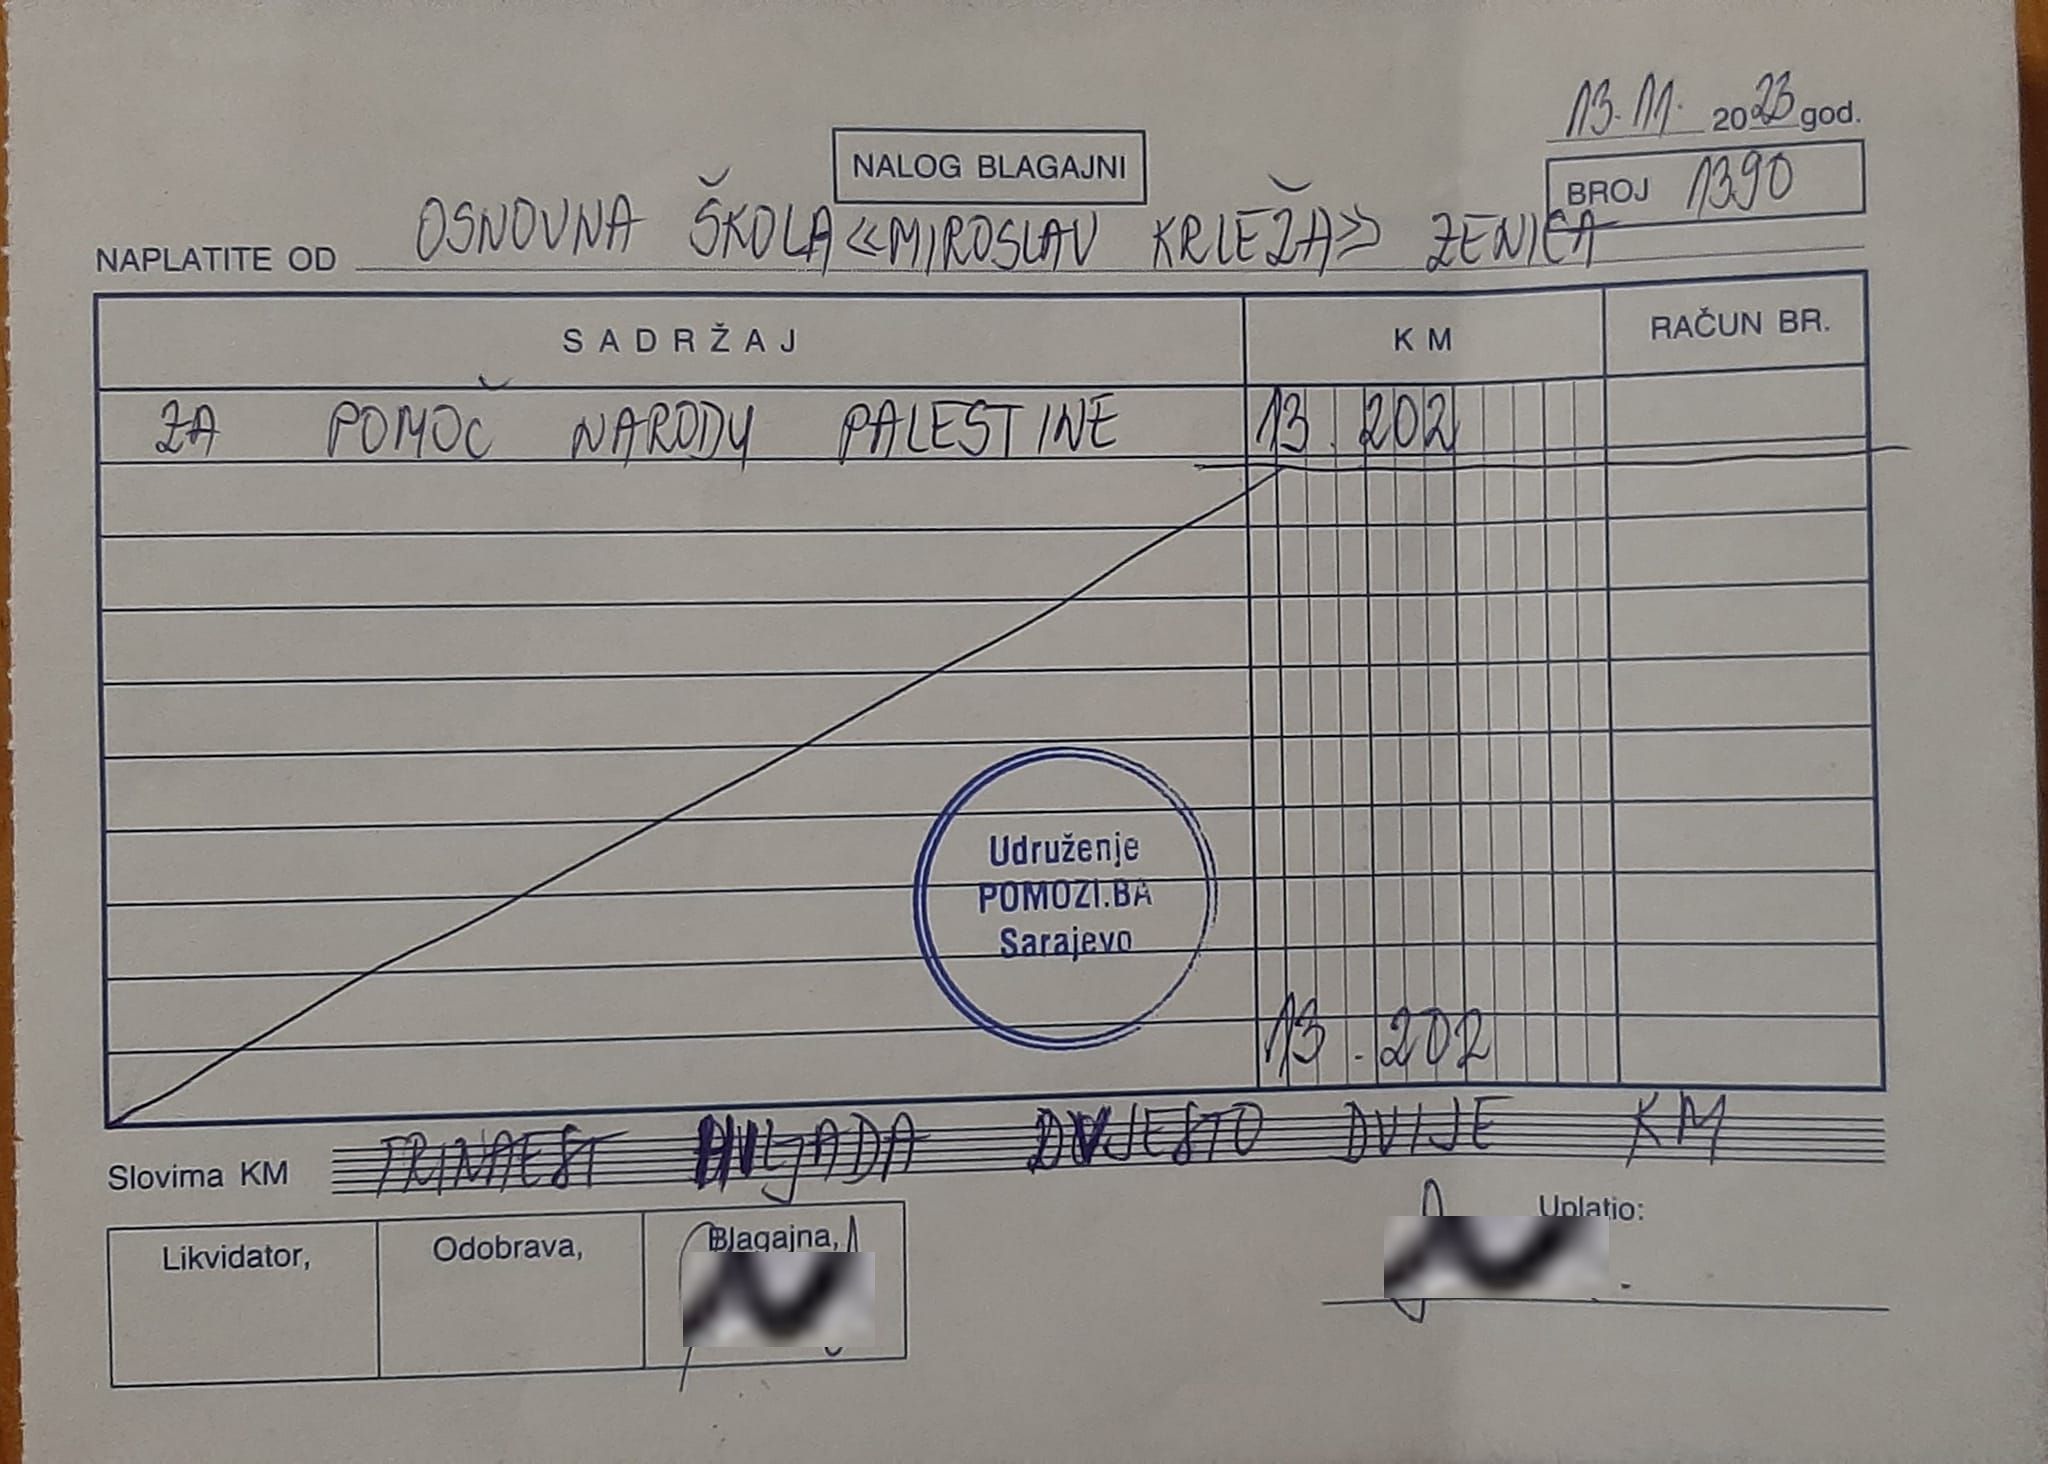 13.11. 2023 god.
NALOG BLAGAJNI
BROJ 1390
NAPLATITE OD OSNOVNA ŠKOLA «MIROSLAV KRLEŽA» ZENICA
SADRŽAJ KM RAČUN BR.
ZA POMOČ NARODU PALESTINE 13.202
Udruženje
POMOZI.BA
Sarajevo
13.202
Slovima KM TRINAEST HILJADA DVJESTO DVIJE KM
Likvidator, Odobrava, Blagajna, Uplatio: